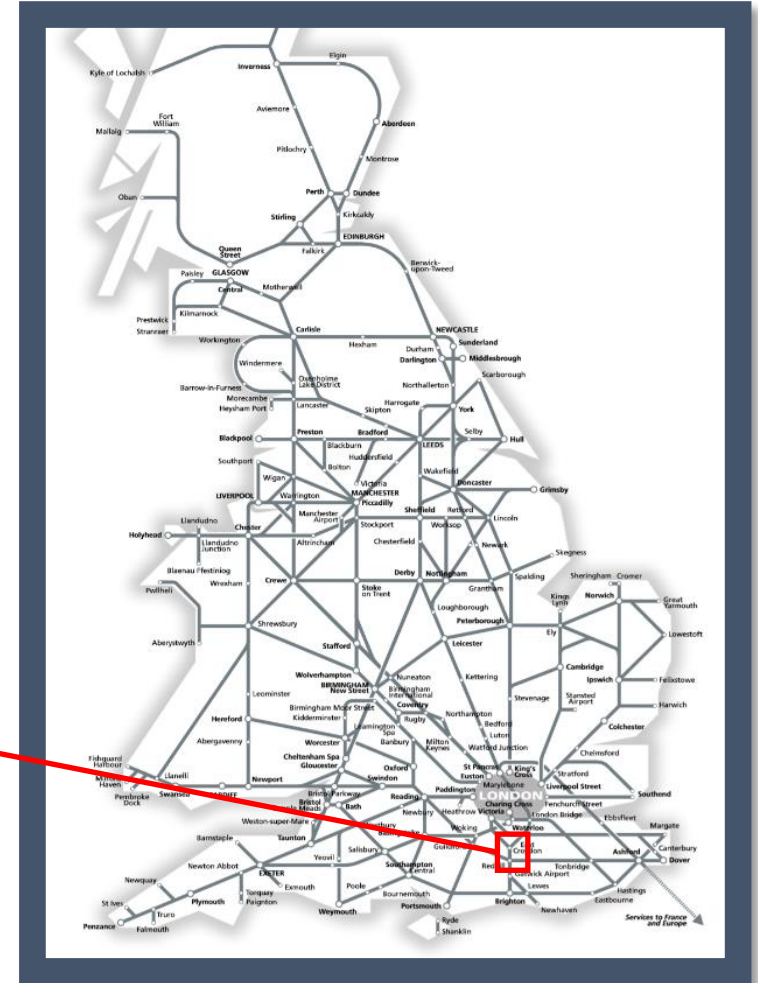 Elgin
Inverness
Kyle of Lochalsh
Aviemore
Fort
William
Mallaig
Aberdeen
Pitlochry
Montrose
Oban
Perth
Dundee
Stirling
Kirkcaldy
Queen
Street
Falkirk
EDINBURGH
Berwick-
upon-Tweed
Paisley
GLASGOW
Central
Motherwell
Prestwick
Kilmarnock
Stranraer
Carlisle
NEWCASTLE
Workington
Hexham
Durham
Sunderland
Darlington
Middlesbrough
Windermere
Scarborough
Oxenholme
Lake District
Northallerton
Barrow-in-Furness
Morecambe
Lancaster
Harrogate
Heysham Port
Skipton
York
Blackpool
Preston
Bradford
LEEDS
Selby
Hull
Blackburn
Huddersfield
Southport
Bolton
Wakefield
Wigan
Victoria
Doncaster
MANCHESTER
Piccadilly
Grimsby
LIVERPOOL
Warrington
Manchester
Airport
Sheffield
Retford
Llandudno
Stockport
Worksop
Lincoln
Holyhead
Chester
Llandudno
Junction
Altrincham
Chesterfield
Newark
Skegness
Blaenau Ffestiniog
Derby
Nottingham
Spalding
Sheringham
Cromer
Pwllheli
Wrexham
Crewe
Stoke
on Trent
Grantham
Kings
Lynn
Norwich
Great
Yarmouth
Loughborough
Peterborough
Shrewsbury
Ely
Lowestoft
Aberystwyth
Stafford
Leicester
Wolverhampton
Cambridge
BIRMINGHAM
New Street
Nuneaton
Kettering
Birmingham
International
Ipswich
Felixstowe
Leominster
Coventry
Stevenage
Stansted
Airport
Birmingham Moor Street
Rugby
Northampton
Harwich
Hereford
Kidderminster
Leamington
Spa
Bedford
Colchester
Abergavenny
Worcester
Banbury
Milton
Keynes
Luton
Watford Junction
Chelmsford
Cheltenham Spa
Gloucester
Oxford
St Pancras
Euston
King's
Cross
Fishguard
Harbour
Stratford
Llanelli
Swindon
Marylebone
Haven
Newport
Bristol Parkway
Paddington
Liverpool Street
Southend
Pembroke
Dock
Swansea
Bristol
Reading
LONDON
Bath
Charing Cross
Fenchurch Street
Newbury
Heathrow
Victoria
London Bridge
Ebbsfleet
Weston-super-Mare
Waterloo
Margate
Barnstaple
Taunton
Woking
East
Croydon
Canterbury
Salisbury
Ashford
Dover
Newton Abbot
Yeovil
Southampton
Central
Tonbridge
Newquay
EXETER
Gatwick Airport
Exmouth
Poole
Bournemouth
Lewes
Hastings
St Ives
Plymouth
Torquay
Paignton
Portsmouth
Brighton
Eastbourne
Truro
Weymouth
Newhaven
Penzance
Falmouth
Ryde
Shanklin
Services to France
and Europe